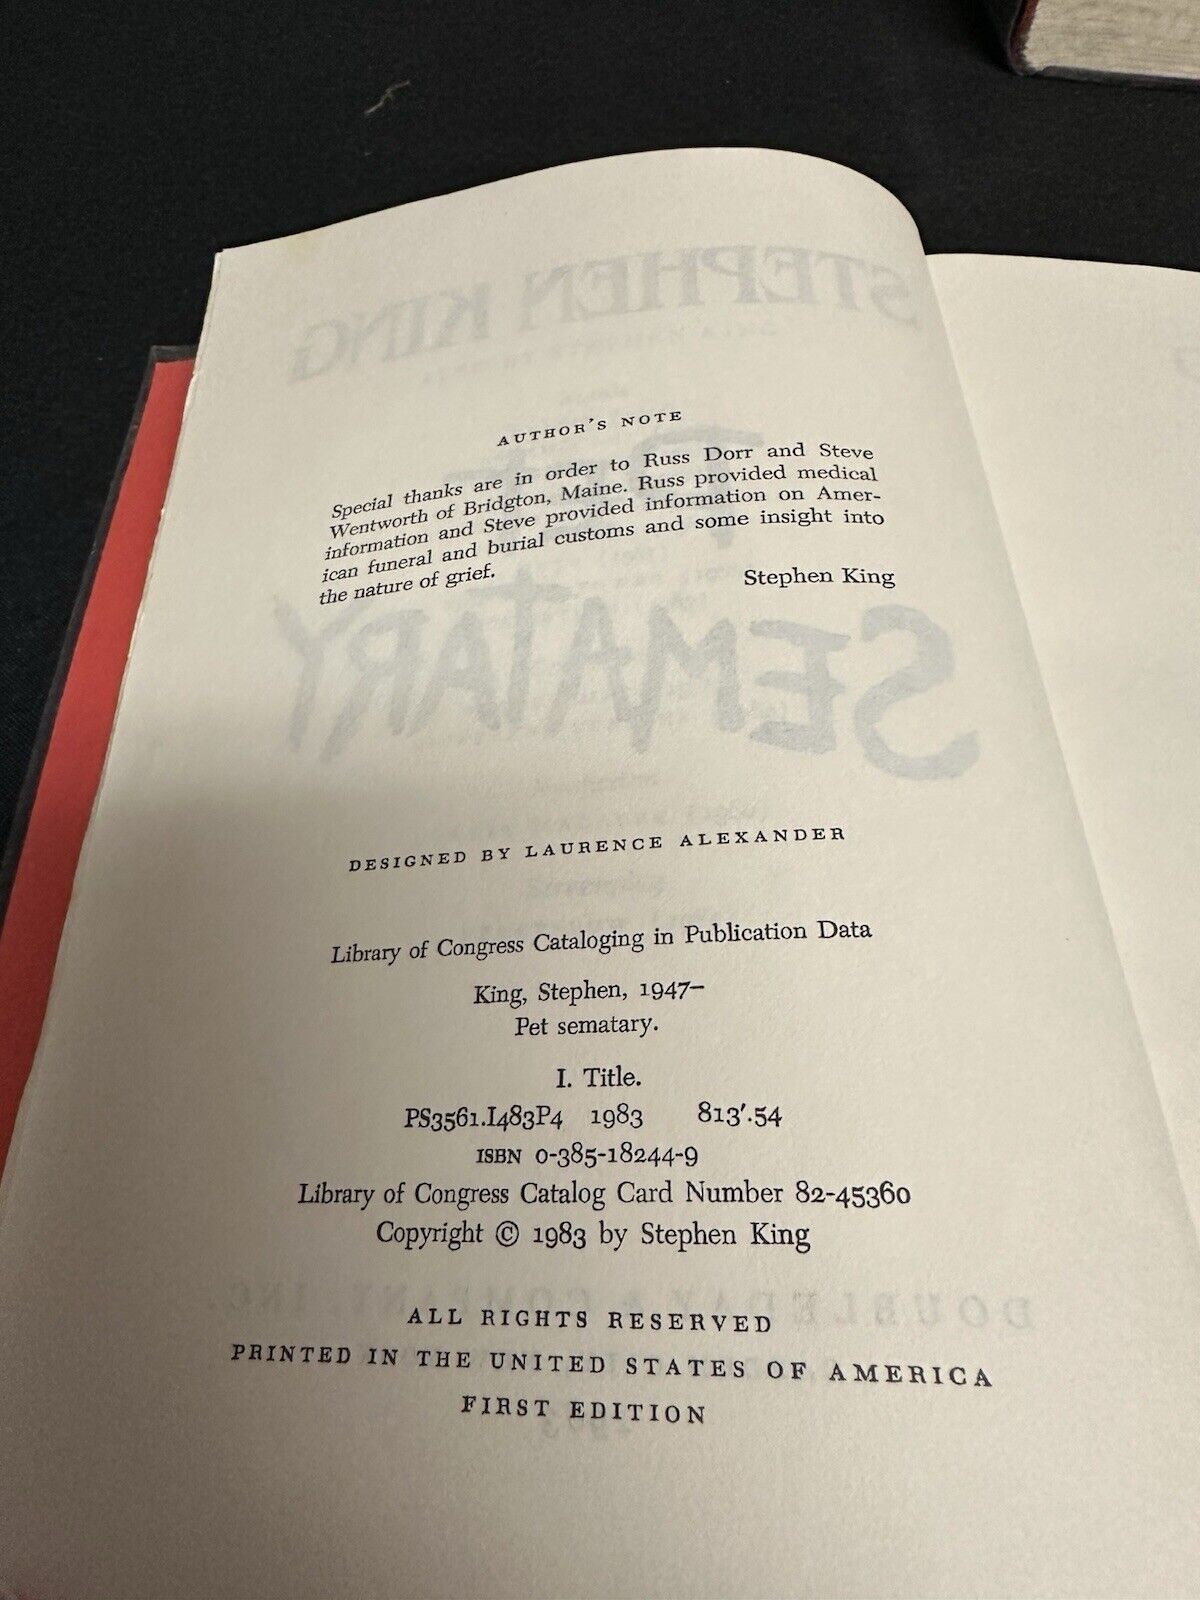 AUTHOR'S NOTE
Special thanks are in order to Russ Dorr and Steve
Wentworth of Bridgton, Maine. Russ provided medical
information and Steve provided information on Amer-
ican funeral and burial customs and some insight into
the nature of grief.
Stephen King
DESIGNED BY LAURENCE ALEXANDER
Library of Congress Cataloging in Publication Data
King, Stephen, 1947–
Pet sematary.
I. Title.
PS3561.I483P4 1983 813'.54
ISBN 0-385-18244-9
Library of Congress Catalog Card Number 82-45360
Copyright © 1983 by Stephen King
ALL RIGHTS RESERVED
PRINTED IN THE UNITED STATES OF AMERICA
FIRST EDITION